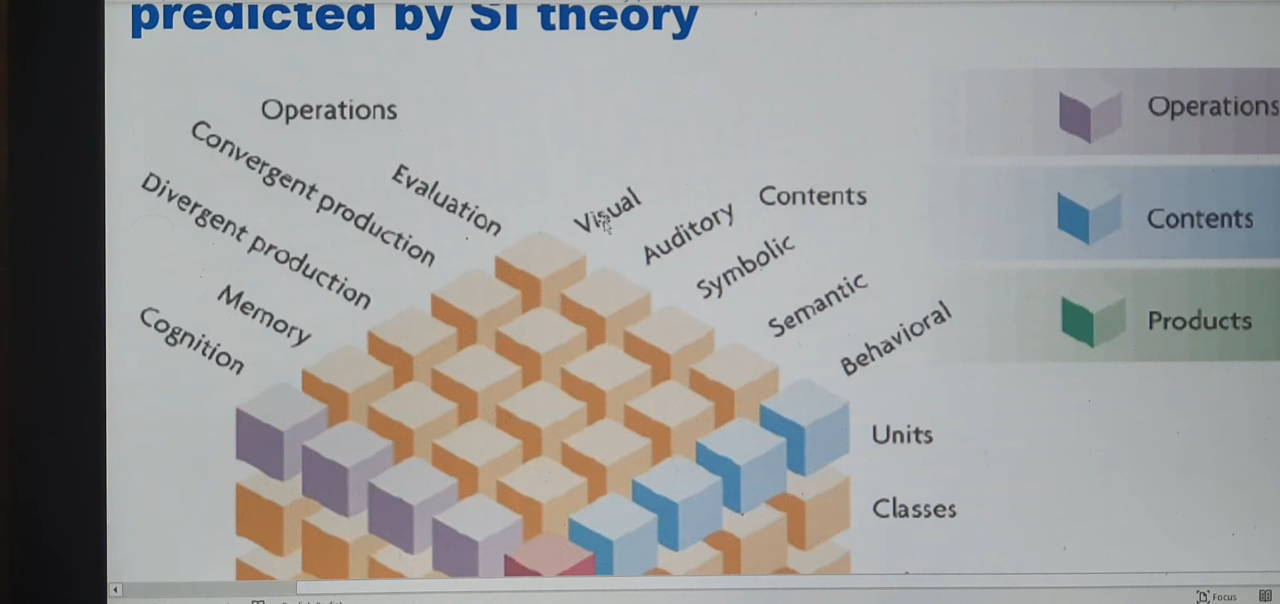 predicted by SI theory
Operations
Convergent production
Evaluation
Divergent production
Memory
Cognition
Visual
Auditory
Contents
Symbolic
Semantic
Behavioral
Units
Classes
Operations
Contents
Products
Focus